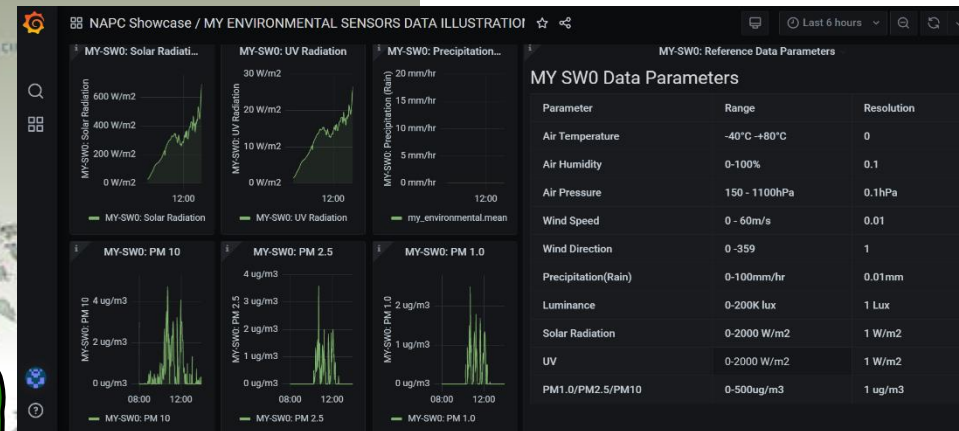 NAPC Showcase / MY ENVIRONMENTAL SENSORS DATA ILLUSTRATIO
Last 6 hours
MY-SW0: Solar Radiati...
MY-SW0: Solar Radiation
600 W/m2
400 W/m2
200 W/m2
0 W/m2
12:00
MY-SW0: Solar Radiation
MY-SW0: UV Radiation
MY-SW0: UV Radiation
30 W/m2
20 W/m2
10 W/m2
0 W/m2
12:00
MY-SW0: UV Radiation
MY-SW0: Precipitation...
MY-SW0: Precipitation (Rain)
20 mm/hr
15 mm/hr
10 mm/hr
5 mm/hr
0 mm/hr
12:00
my_environmental.mean
MY-SW0: PM 10
MY-SW0: PM 10
4 ug/m3
2 ug/m3
0 ug/m3
08:00 12:00
MY-SW0: PM 10
MY-SW0: PM 2.5
MY-SW0: PM 2.5
4 ug/m3
3 ug/m3
2 ug/m3
1 ug/m3
0 ug/m3
08:00 12:00
MY-SW0: PM 2.5
MY-SW0: PM 1.0
MY-SW0: PM 1.0
2 ug/m3
1 ug/m3
0 ug/m3
08:00 12:00
MY-SW0: PM 1.0
MY-SW0: Reference Data Parameters
MY SW0 Data Parameters
Parameter Range Resolution
Air Temperature -40°C -+80°C 0
Air Humidity 0-100% 0.1
Air Pressure 150 - 1100hPa 0.1hPa
Wind Speed 0 - 60m/s 0.01
Wind Direction 0 -359 1
Precipitation(Rain) 0-100mm/hr 0.01mm
Luminance 0-200K lux 1 Lux
Solar Radiation 0-2000 W/m2 1 W/m2
UV 0-2000 W/m2 1 W/m2
PM1.0/PM2.5/PM10 0-500ug/m3 1 ug/m3